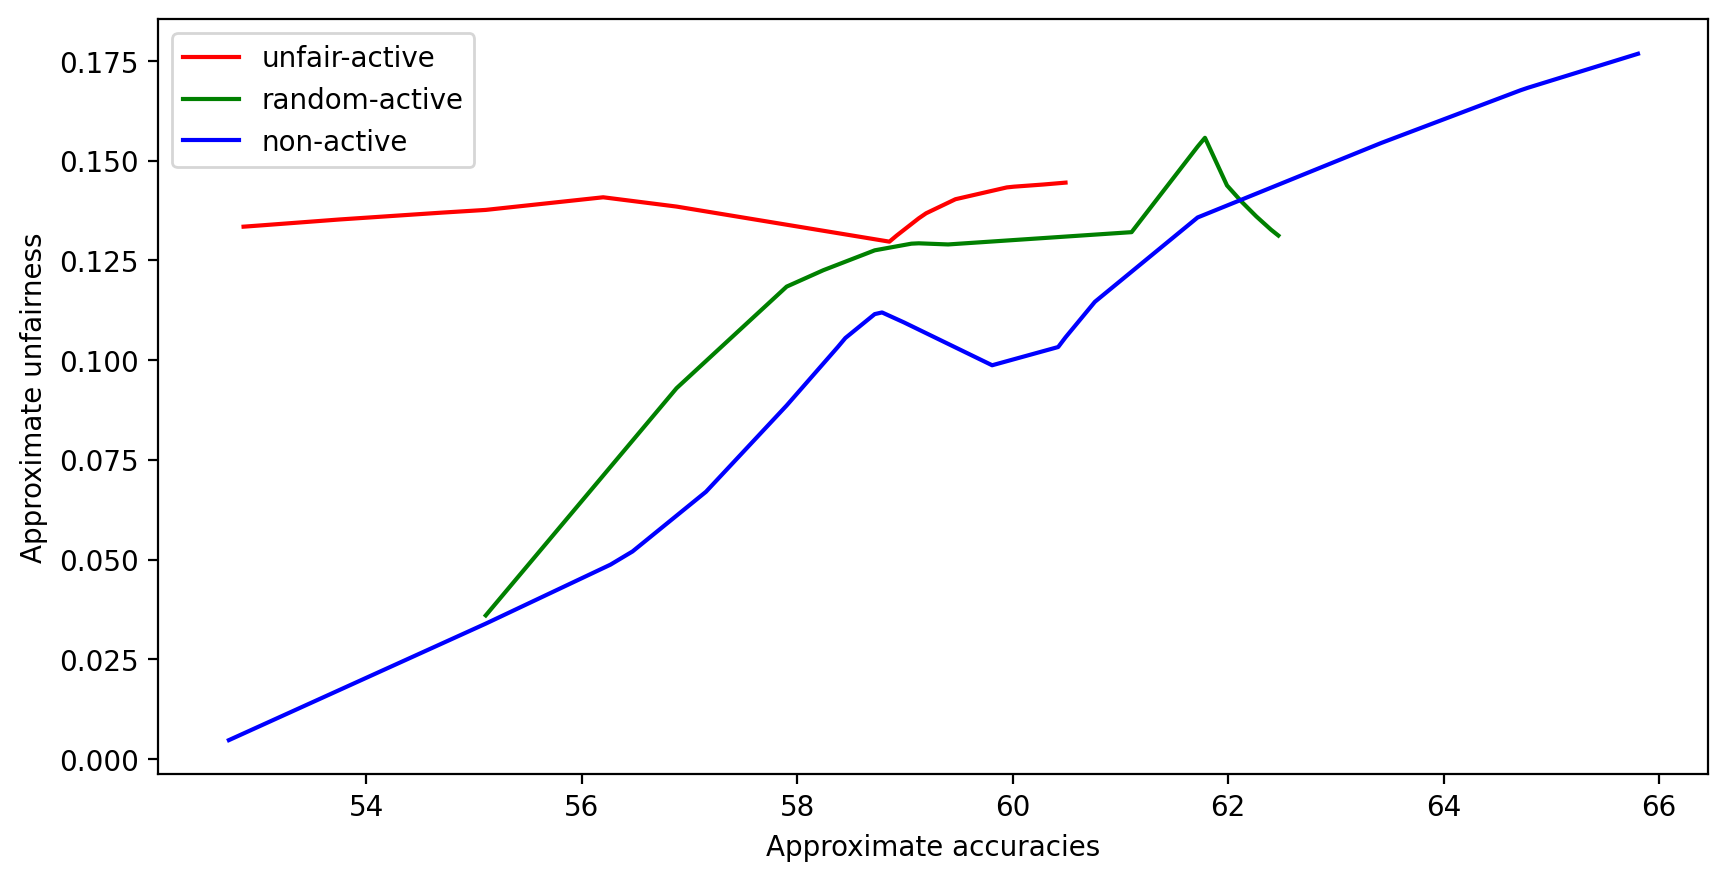 unfair-active
random-active
non-active
0.175
0.150
0.125
0.100
0.075
0.050
0.025
0.000
Approximate unfairness
54 56 58 60 62 64 66
Approximate accuracies